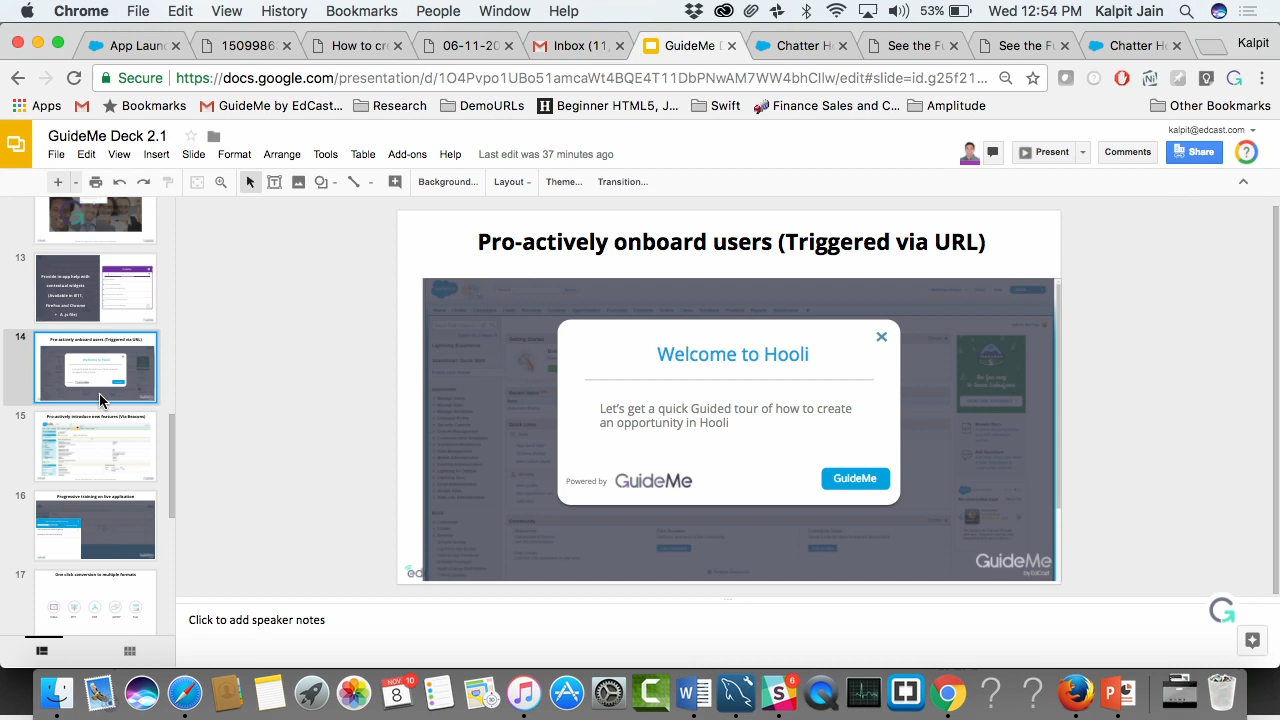 Chrome File Edit View History Bookmarks People Window Help 53% Wed 12:54 PM Kalpit Jain
App Laun 1509986 How to c 06-11-2 Inbox (11, GuideMe D Chatter H See the Fu See the Fu Chatter H Kalpit
Secure https://docs.google.com/presentation/d/1O4Pypo1UBo51amcaWt4BQE4T11DbPNwAM7WW4bhCIlw/edit#slide=id.g25f21...
Apps Bookmarks GuideMe by EdCast... Research DemoURLs Beginner HTML5, J... Swift Finance Sales and C... Amplitude Other Bookmarks
GuideMe Deck 2.1
kalpit@edcast.com
File Edit View Insert Slide Format Arrange Tools Table Add-ons Help Last edit was 37 minutes ago
Present Comments Share
Background... Layout Theme... Transition...
13
Provide in-app help with
contextual widgets
(Available in IE11,
FireFox and Chrome
14
Pro-actively onboard users (Triggered via URL)
15
Pro-actively introduce new features (Via Beacons)
16
Progressive training on live application
17
One click conversion to multiple formats
Pro-actively onboard users (Triggered via URL)
Welcome to Hooli
Let's get a quick Guided tour of how to create
an opportunity in Hooli
Powered by GuideMe
GuideMe
GuideMe
by EdCast
Click to add speaker notes
NOV 10
8
6